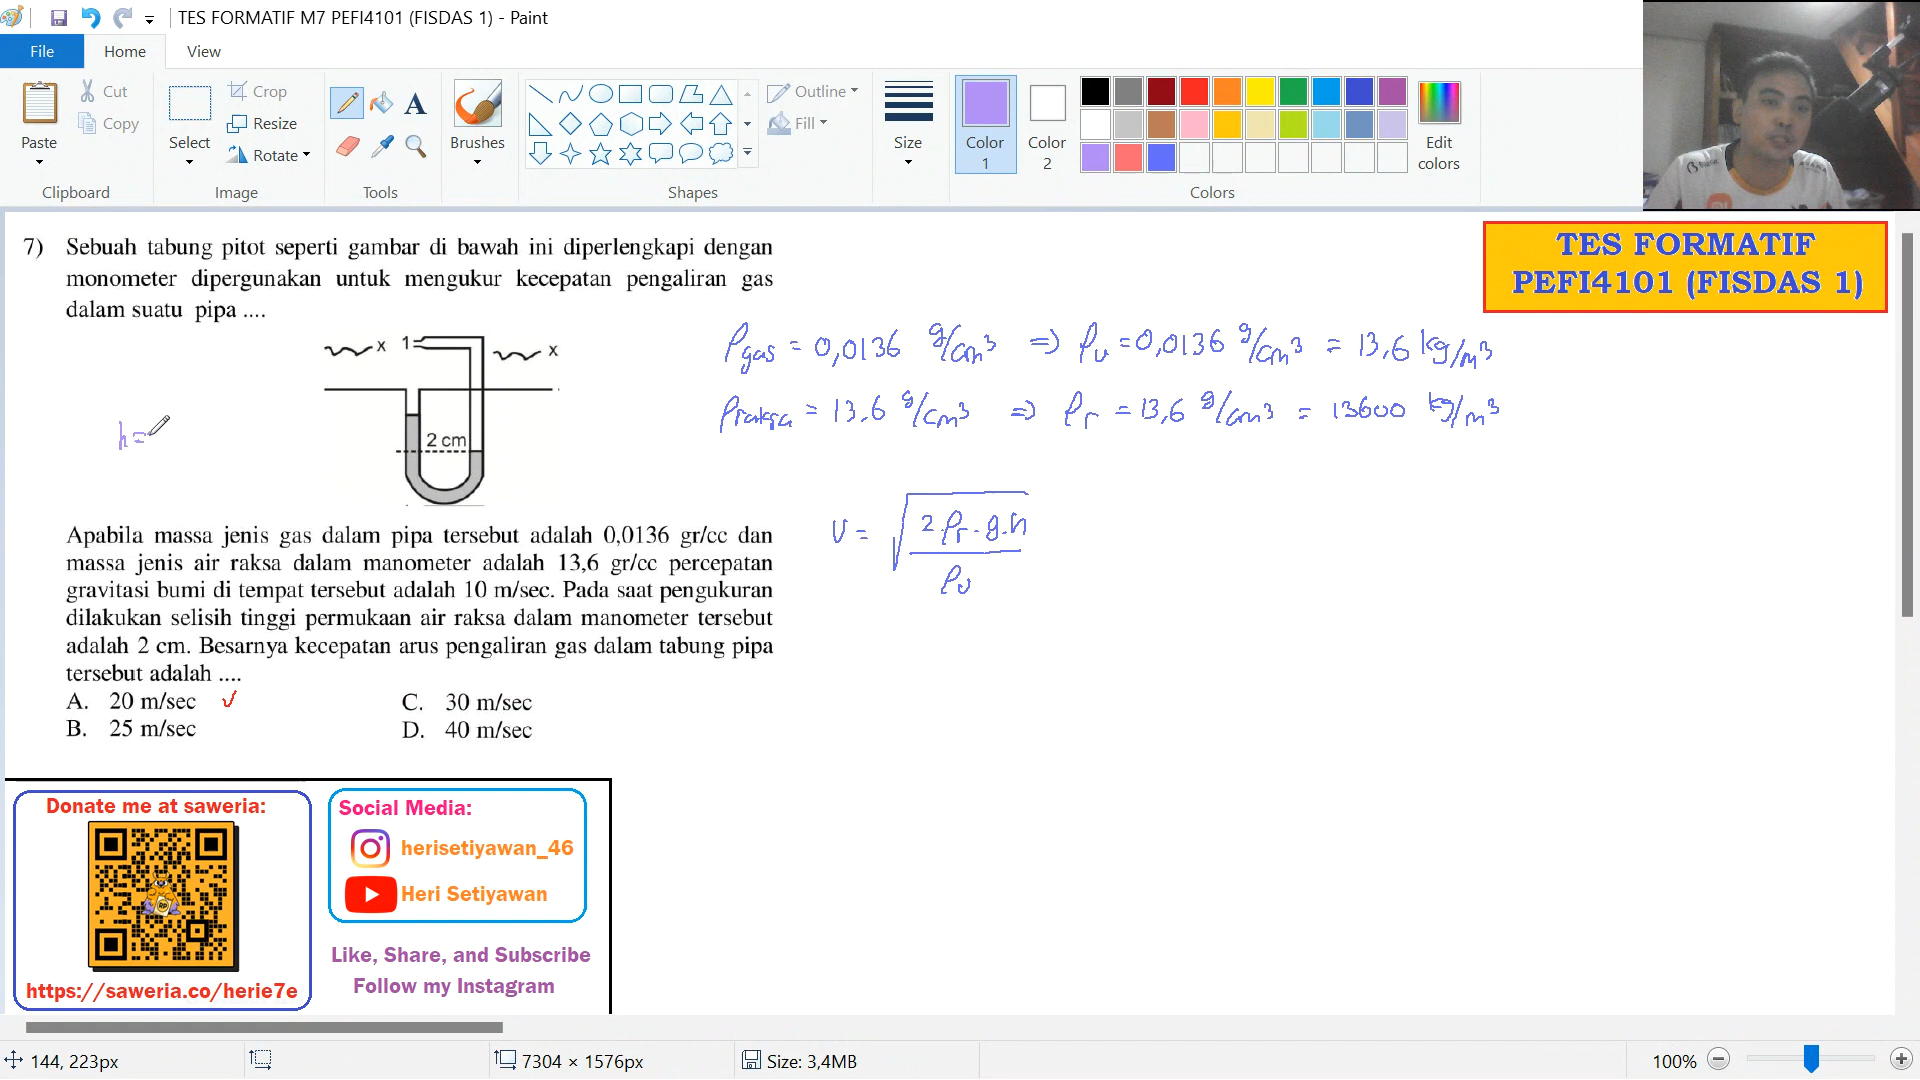 TES FORMATIF M7 PEFI4101 (FISDAS 1) - Paint
File Home View
Paste
Cut
Copy
Clipboard
Select
Crop
Resize
Rotate
Image
Tools
Brushes
Shapes
Outline
Fill
Size
Color 1
Color 2
Edit colors
Colors
TES FORMATIF
PEFI4101 (FISDAS 1)
7) Sebuah tabung pitot seperti gambar di bawah ini diperlengkapi dengan
monometer dipergunakan untuk mengukur kecepatan pengaliran gas
dalam suatu pipa ....
x 1 x
2 cm
h=
ρgas = 0,0136 g/cm³ ⇒ ρu = 0,0136 g/cm³ = 13,6 kg/m³
ρraksa = 13.6 g/cm³ ⇒ ρr = 13,6 g/cm³ = 13600 kg/m³
v = √(2.ρr.g.h / ρu)
Apabila massa jenis gas dalam pipa tersebut adalah 0,0136 gr/cc dan
massa jenis air raksa dalam manometer adalah 13,6 gr/cc percepatan
gravitasi bumi di tempat tersebut adalah 10 m/sec. Pada saat pengukuran
dilakukan selisih tinggi permukaan air raksa dalam manometer tersebut
adalah 2 cm. Besarnya kecepatan arus pengaliran gas dalam tabung pipa
tersebut adalah ....
A. 20 m/sec ✓ C. 30 m/sec
B. 25 m/sec D. 40 m/sec
Donate me at saweria:
https://saweria.co/herie7e
Social Media:
herisetiyawan_46
Heri Setiyawan
Like, Share, and Subscribe
Follow my Instagram
144, 223px
7304 × 1576px
Size: 3,4MB
100%